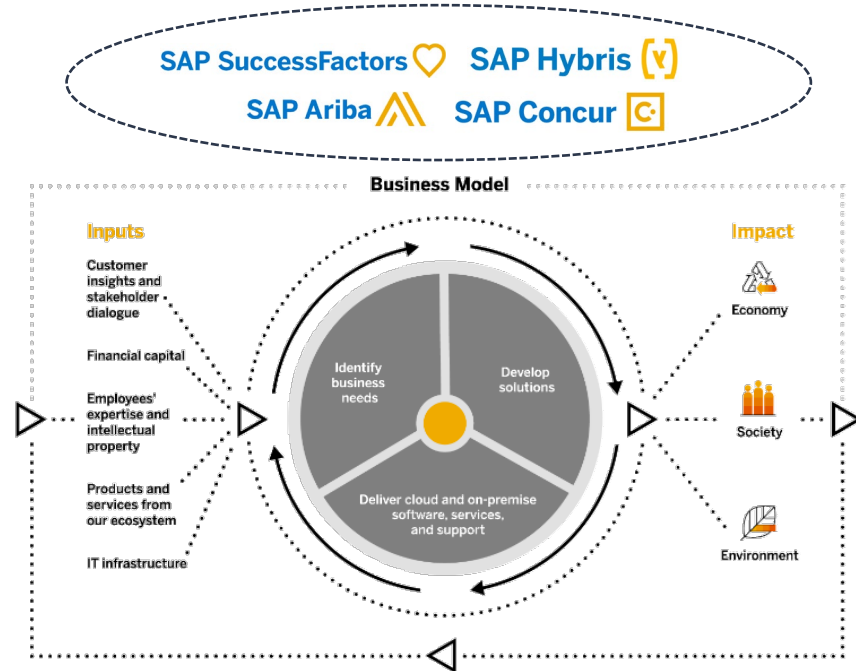 SAP SuccessFactors
SAP Hybris
SAP Ariba
SAP Concur
Business Model
Inputs
Customer
insights and
stakeholder
dialogue
Financial capital
Employees'
expertise and
intellectual
property
Products and
services from
our ecosystem
IT infrastructure
Identify
business
needs
Develop
solutions
Deliver cloud and on-premise
software, services,
and support
Impact
Economy
Society
Environment